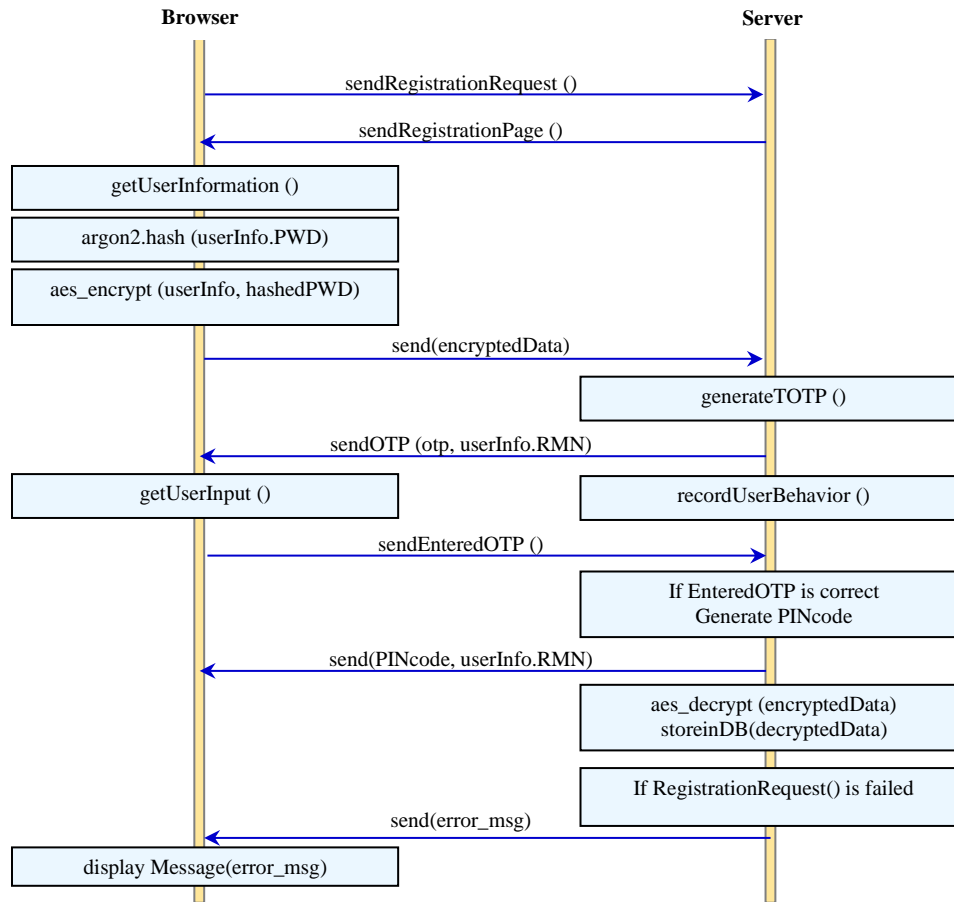 Browser
Server
sendRegistrationRequest ()
sendRegistrationPage ()
getUserInformation ()
argon2.hash (userInfo.PWD)
aes_encrypt (userInfo, hashedPWD)
send(encryptedData)
generateTOTP ()
sendOTP (otp, userInfo.RMN)
getUserInput ()
recordUserBehavior ()
sendEnteredOTP ()
If EnteredOTP is correct
Generate PINcode
send(PINcode, userInfo.RMN)
aes_decrypt (encryptedData)
storeinDB(decryptedData)
If RegistrationRequest() is failed
send(error_msg)
display Message(error_msg)